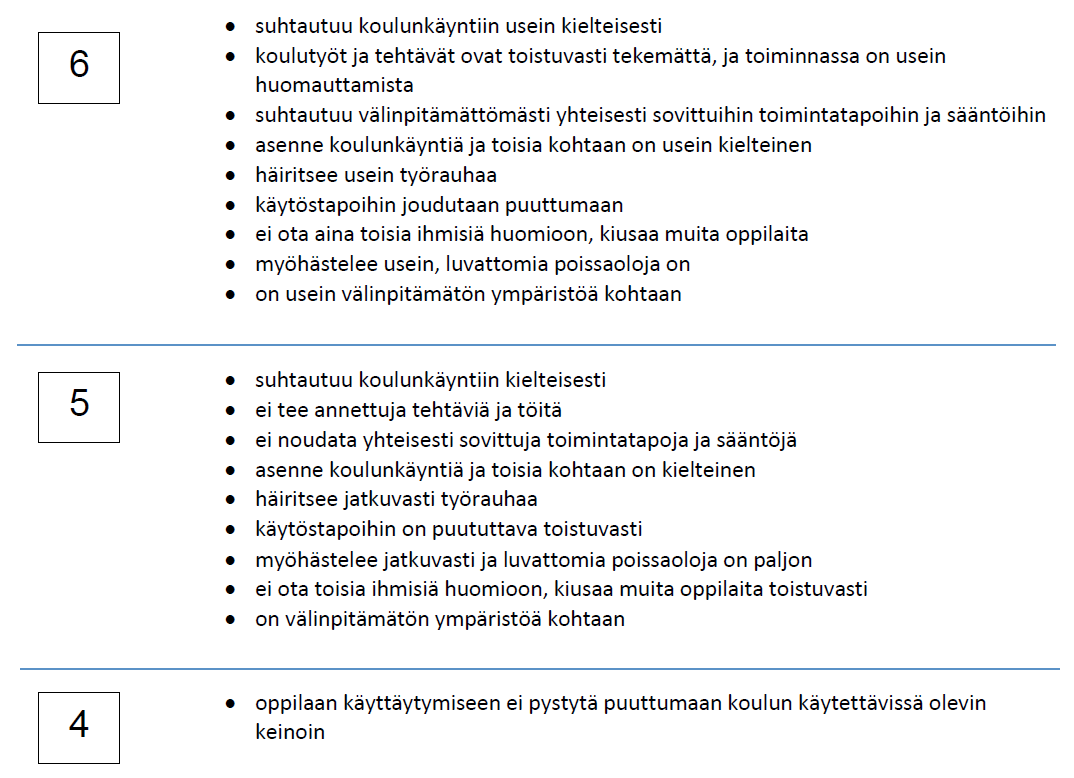 6
• suhtautuu koulunkäyntiin usein kielteisesti
• koulutyöt ja tehtävät ovat toistuvasti tekemättä, ja toiminnassa on usein
huomauttamista
• suhtautuu välinpitämättömästi yhteisesti sovittuihin toimintatapoihin ja sääntöihin
• asenne koulunkäyntiä ja toisia kohtaan on usein kielteinen
• häiritsee usein työrauhaa
• käytöstapoihin joudutaan puuttumaan
• ei ota aina toisia ihmisiä huomioon, kiusaa muita oppilaita
• myöhästelee usein, luvattomia poissaoloja on
• on usein välinpitämätön ympäristöä kohtaan
5
• suhtautuu koulunkäyntiin kielteisesti
• ei tee annettuja tehtäviä ja töitä
• ei noudata yhteisesti sovittuja toimintatapoja ja sääntöjä
• asenne koulunkäyntiä ja toisia kohtaan on kielteinen
• häiritsee jatkuvasti työrauhaa
• käytöstapoihin on puututtava toistuvasti
• myöhästelee jatkuvasti ja luvattomia poissaoloja on paljon
• ei ota toisia ihmisiä huomioon, kiusaa muita oppilaita toistuvasti
• on välinpitämätön ympäristöä kohtaan
4
• oppilaan käyttäytymiseen ei pystytä puuttumaan koulun käytettävissä olevin
keinoin